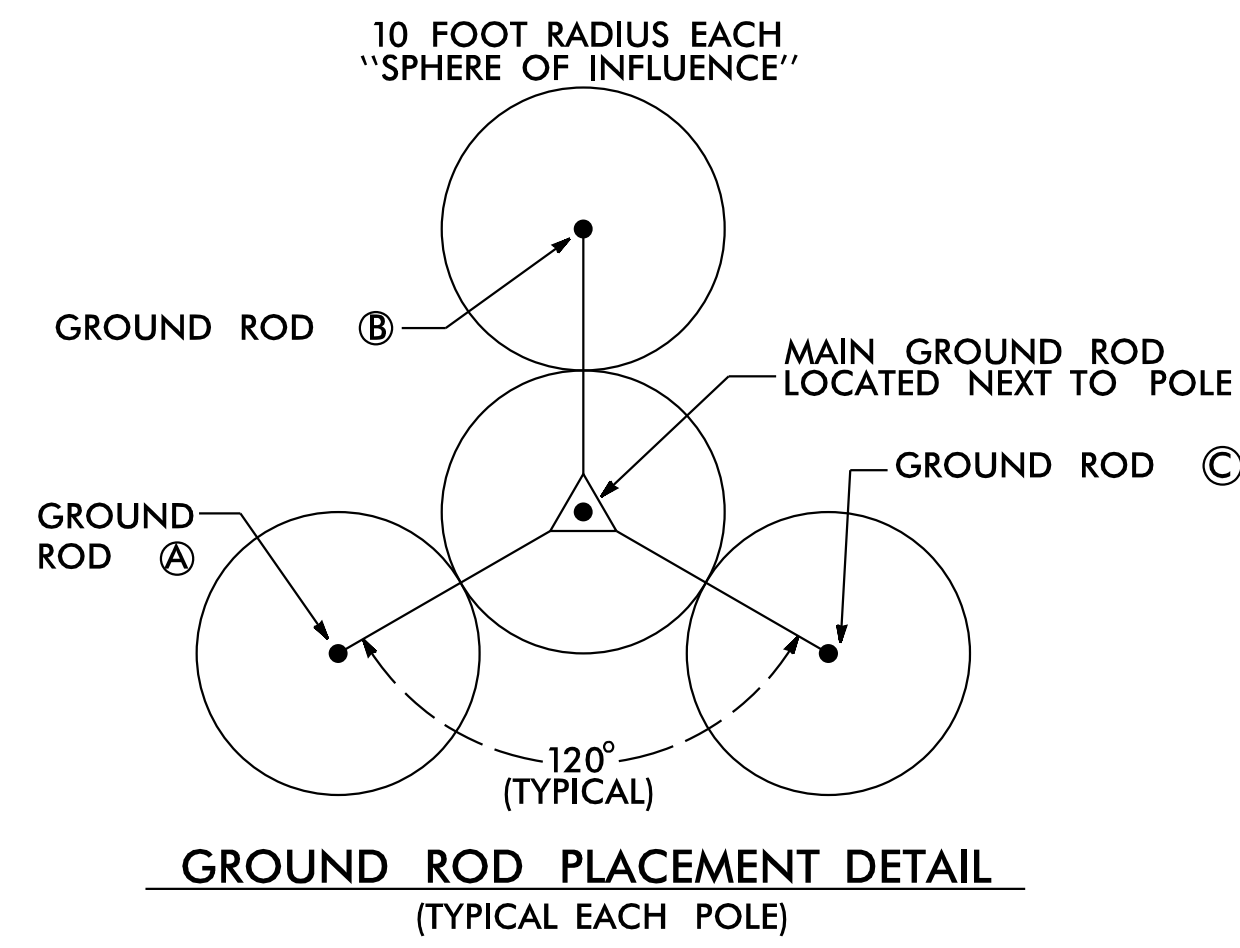 10 FOOT RADIUS EACH
''SPHERE OF INFLUENCE''
GROUND ROD Ⓑ
MAIN GROUND ROD
LOCATED NEXT TO POLE
GROUND ROD Ⓒ
GROUND
ROD Ⓐ
120°
(TYPICAL)
GROUND ROD PLACEMENT DETAIL
(TYPICAL EACH POLE)